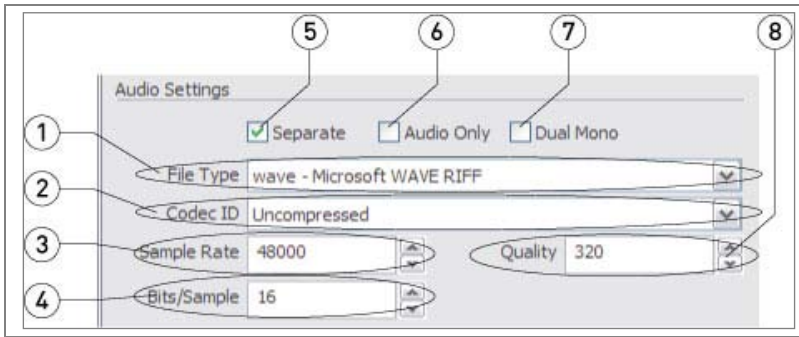 5 6 7 8
Audio Settings
Separate Audio Only Dual Mono
1
File Type wave - Microsoft WAVE RIFF
2
Codec ID Uncompressed
3
Sample Rate 48000 Quality 320
4
Bits/Sample 16